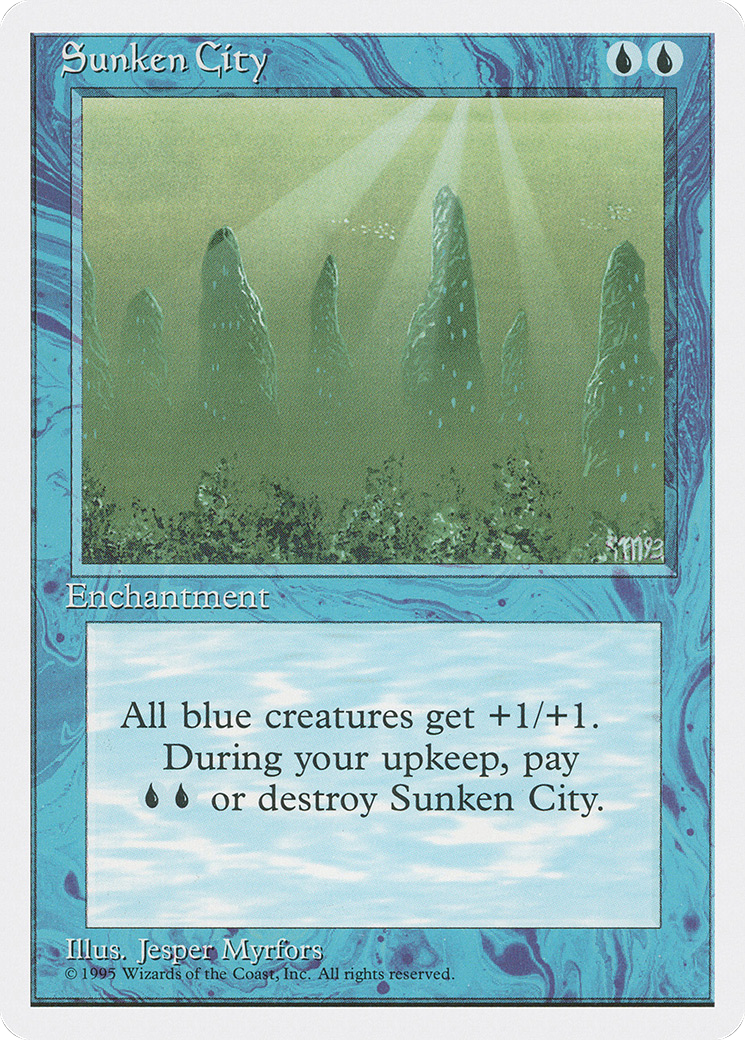 Sunken City
Enchantment
All blue creatures get +1/+1.
During your upkeep, pay
or destroy Sunken City.
Illus. Jesper Myrfors
© 1995 Wizards of the Coast, Inc. All rights reserved.